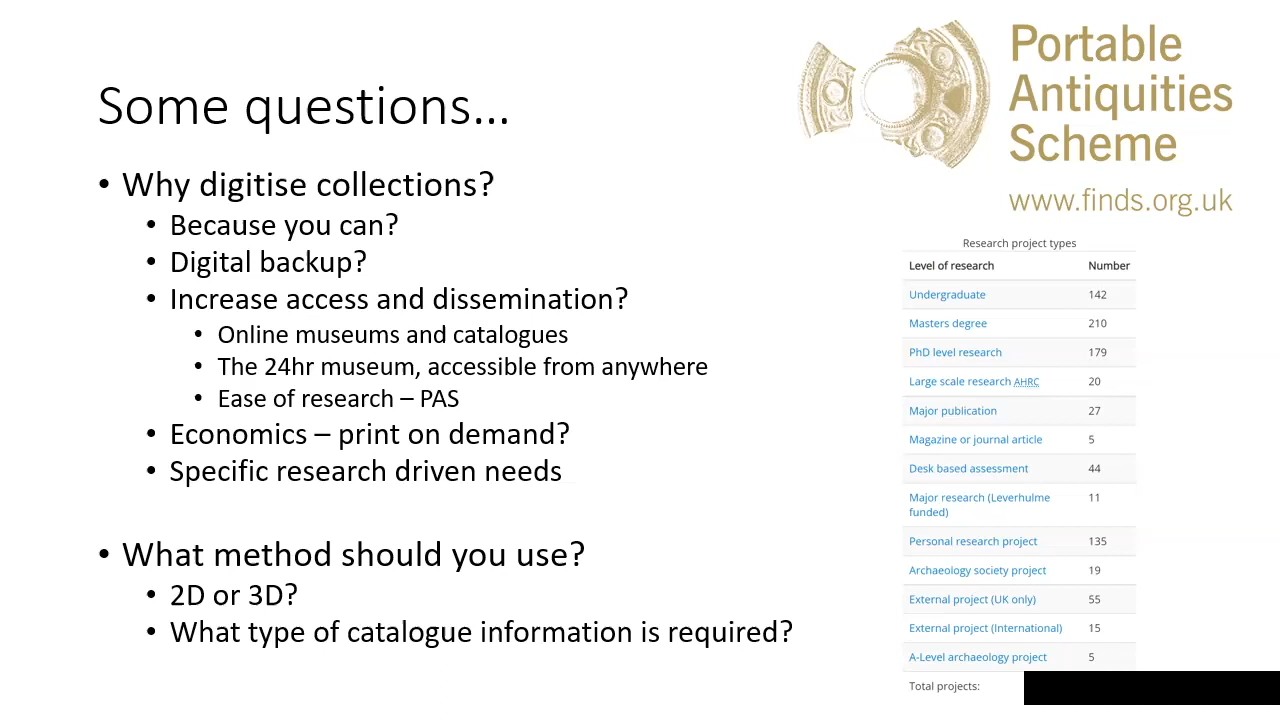 Some questions...
• Why digitise collections?
• Because you can?
• Digital backup?
• Increase access and dissemination?
• Online museums and catalogues
• The 24hr museum, accessible from anywhere
• Ease of research – PAS
• Economics – print on demand?
• Specific research driven needs
• What method should you use?
• 2D or 3D?
• What type of catalogue information is required?
Portable
Antiquities
Scheme
www.finds.org.uk
Research project types
Level of research Number
Undergraduate 142
Masters degree 210
PhD level research 179
Large scale research AHRC 20
Major publication 27
Magazine or journal article 5
Desk based assessment 44
Major research (Leverhulme 11
funded)
Personal research project 135
Archaeology society project 19
External project (UK only) 55
External project (International) 15
A-Level archaeology project 5
Total projects: